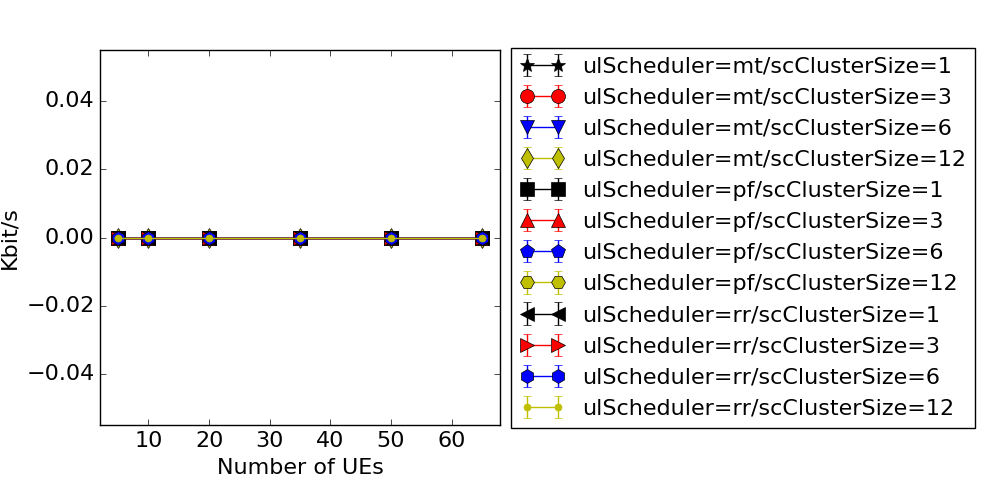 0.04
0.02
0.00
−0.02
−0.04
Kbit/s
10 20 30 40 50 60
Number of UEs
ulScheduler=mt/scClusterSize=1
ulScheduler=mt/scClusterSize=3
ulScheduler=mt/scClusterSize=6
ulScheduler=mt/scClusterSize=12
ulScheduler=pf/scClusterSize=1
ulScheduler=pf/scClusterSize=3
ulScheduler=pf/scClusterSize=6
ulScheduler=pf/scClusterSize=12
ulScheduler=rr/scClusterSize=1
ulScheduler=rr/scClusterSize=3
ulScheduler=rr/scClusterSize=6
ulScheduler=rr/scClusterSize=12